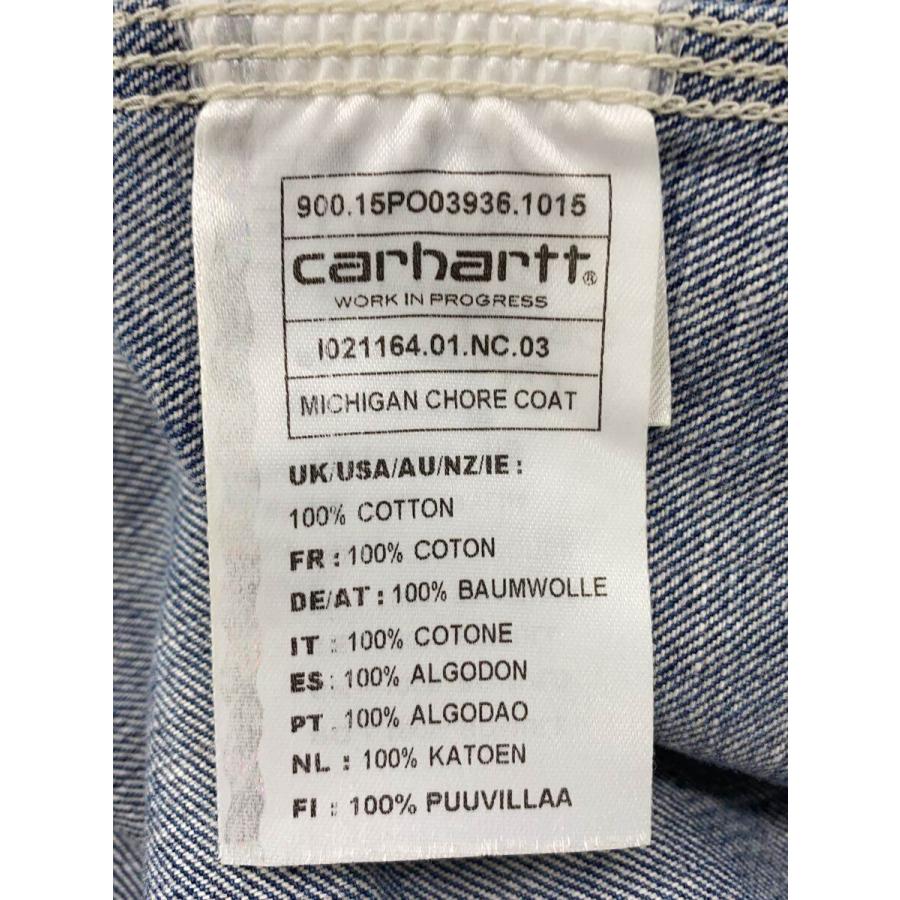 900.15PO03936.1015
carhartt®
WORK IN PROGRESS
I021164.01.NC.03
MICHIGAN CHORE COAT
UK/USA/AU/NZ/IE:
100% COTTON
FR : 100% COTON
DE/AT : 100% BAUMWOLLE
IT : 100% COTONE
ES : 100% ALGODON
PT : 100% ALGODAO
NL : 100% KATOEN
FI : 100% PUUVILLAA